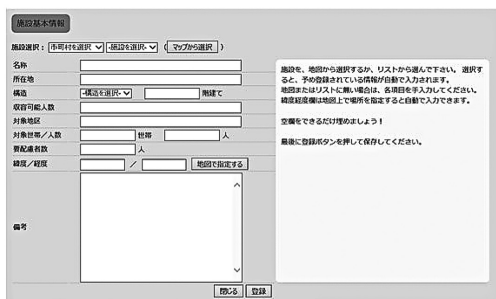 施設基本情報
施設選択： 市町村を選択 -施設を選択- （ マップから選択 ）
名称
所在地
構造 -構造を選択- 階建て
収容可能人数
対象地区
対象世帯／人数 世帯 人
要配慮者数 人
緯度／経度 ／ 地図で指定する
備考
閉じる 登録
施設を、地図から選択するか、リストから選んで下さい。 選択す
ると、予め登録されている情報が自動で入力されます。
地図またはリストに無い場合は、各項目を手入力してください。
緯度経度欄は地図上で場所を指定すると自動で入力できます。
空欄をできるだけ埋めましょう！
最後に登録ボタンを押して保存してください。